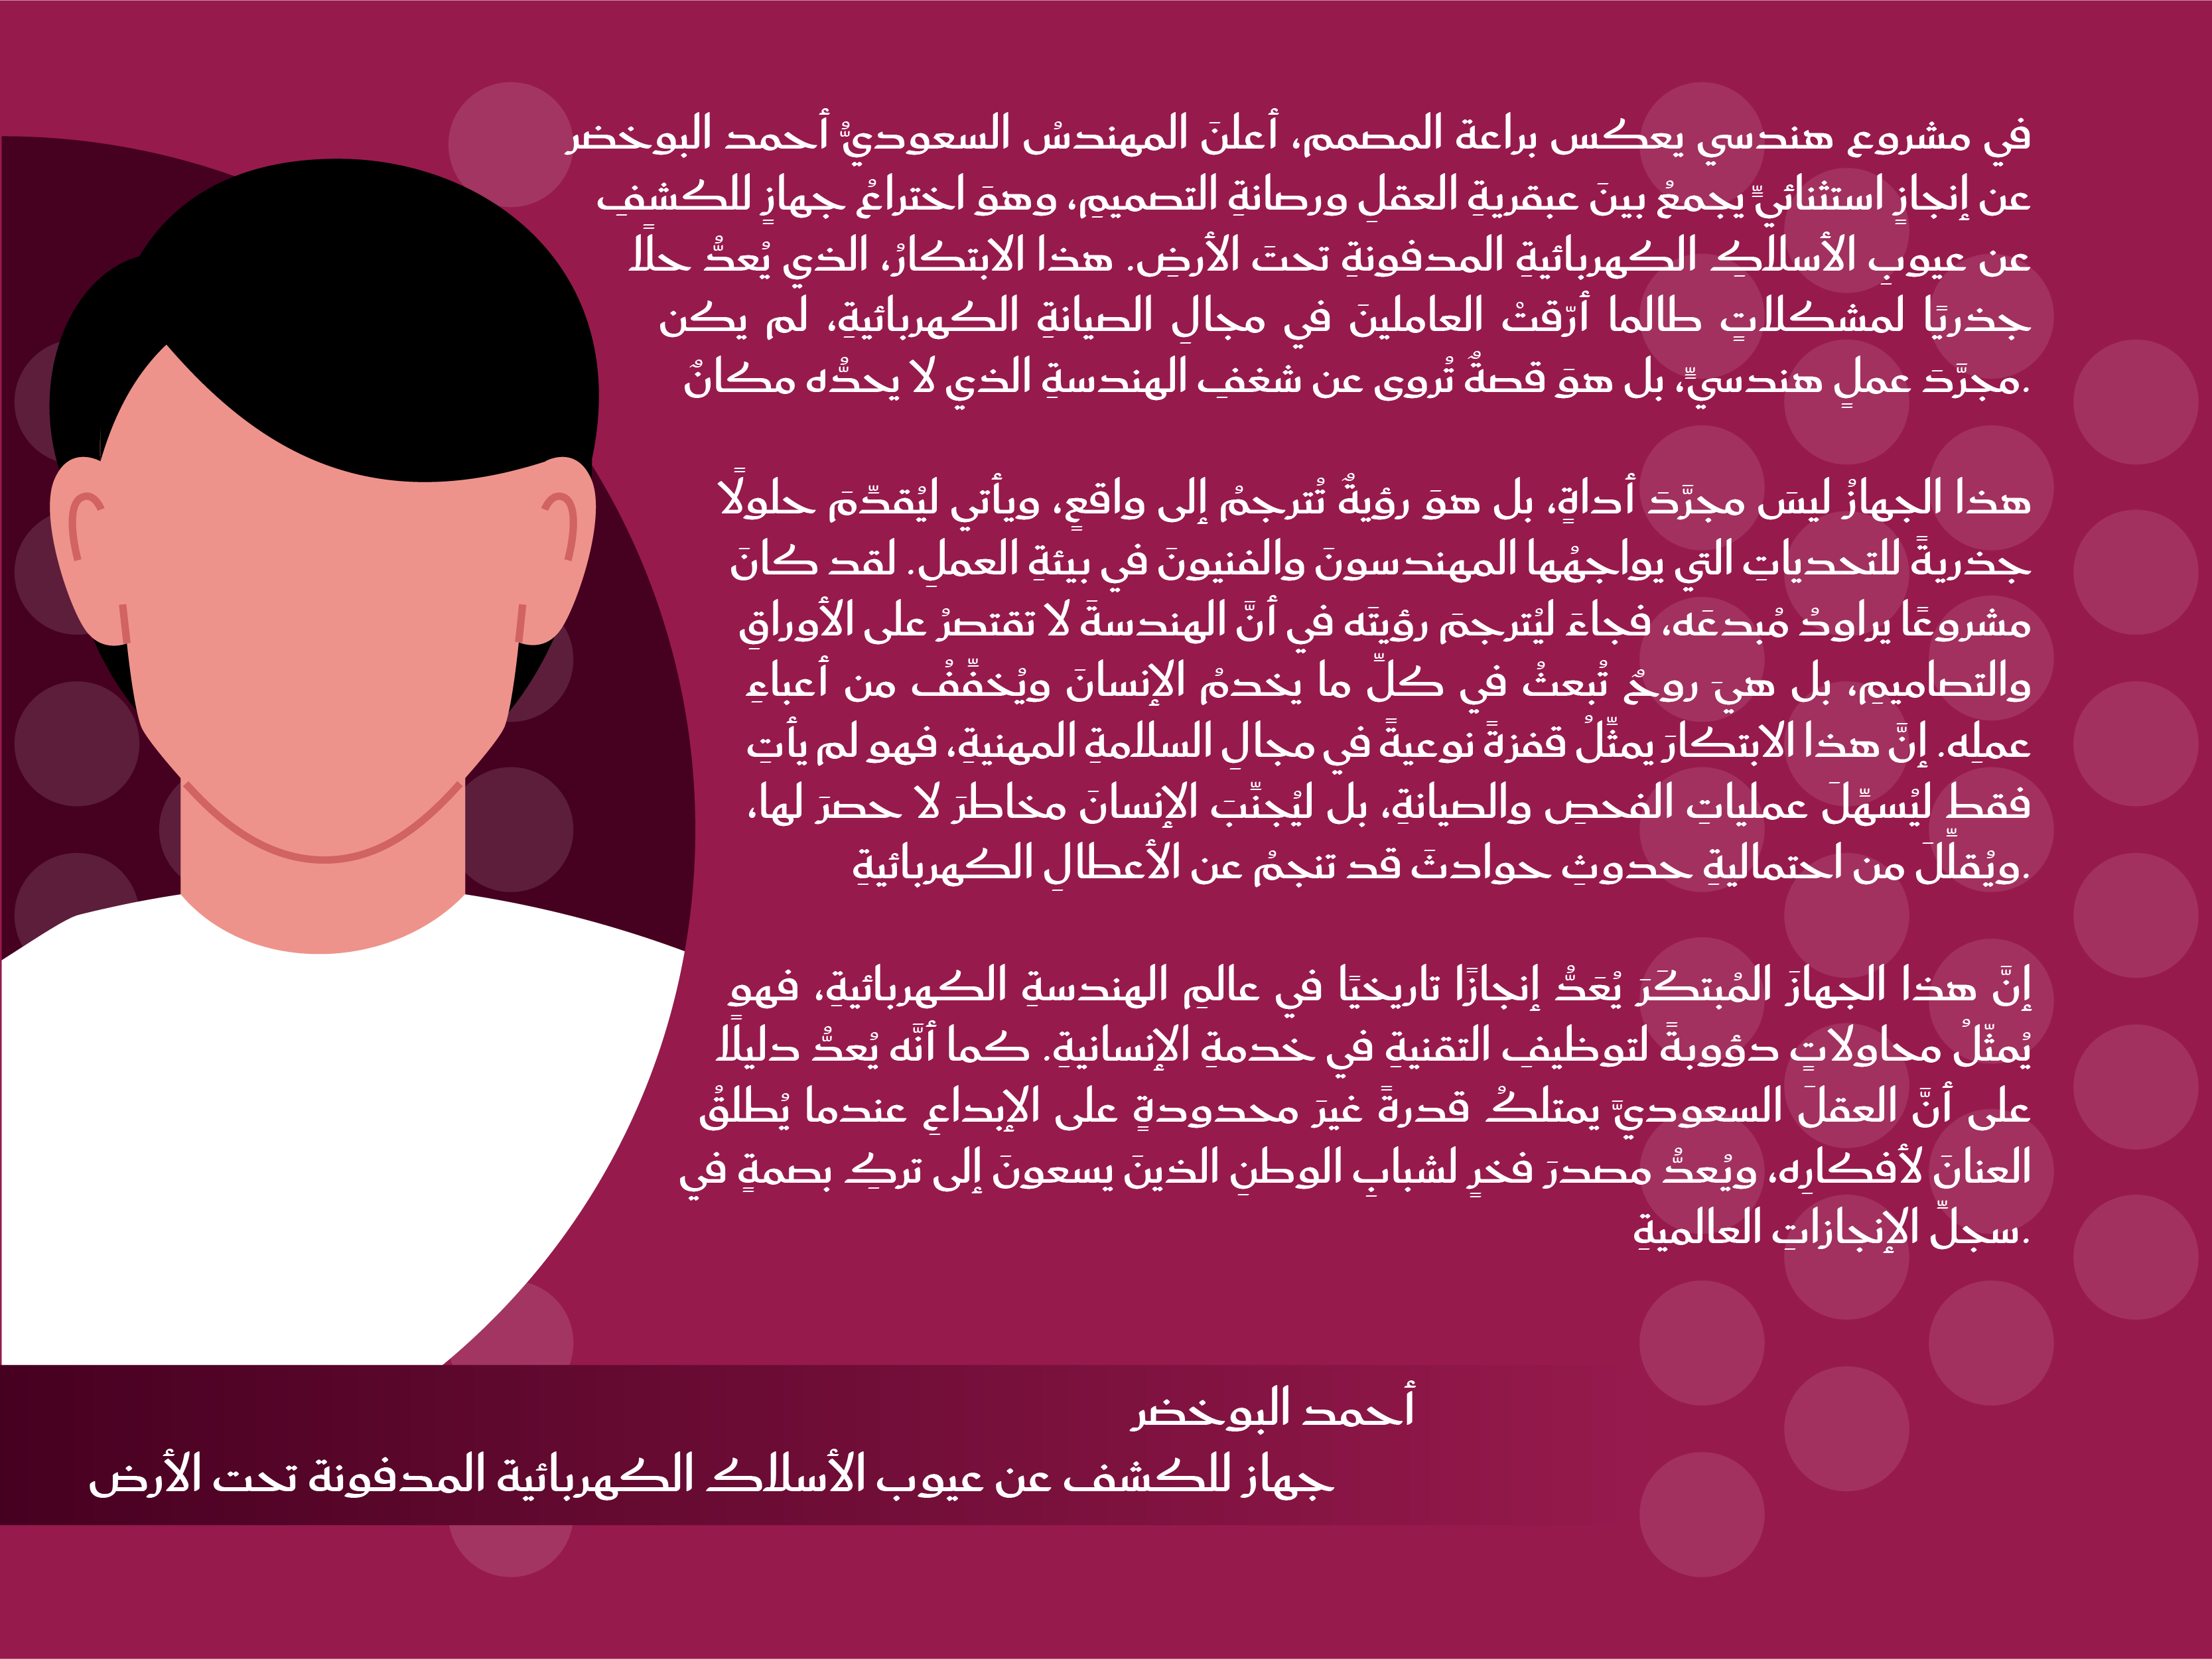 في مشروع هندسي يعكس براعة المصمم، أعلنَ المهندسُ السعوديُّ أحمد البوخضر
عن إنجازٍ استثنائيٍّ يجمعُ بينَ عبقريةِ العقلِ ورصانةِ التصميمِ، وهوَ اختراعُ جهازٍ للكشفِ
عن عيوبِ الأسلاكِ الكهربائيةِ المدفونةِ تحتَ الأرضِ. هذا الابتكارُ، الذي يُعدُّ حلًا
جذريًا لمشكلاتٍ طالما أرّقتْ العاملينَ في مجالِ الصيانةِ الكهربائيةِ، لم يكن
.مجرَّدَ عملٍ هندسيٍّ، بل هوَ قصةٌ تُروى عن شغفِ الهندسةِ الذي لا يحدُّه مكانٌ
هذا الجهازُ ليسَ مجرَّدَ أداةٍ، بل هوَ رؤيةٌ تُترجمُ إلى واقعٍ، ويأتي ليُقدِّمَ حلولًا
جذريةً للتحدياتِ التي يواجهُها المهندسونَ والفنيونَ في بيئةِ العملِ. لقد كانَ
مشروعًا يراودُ مُبدعَه، فجاءَ ليُترجمَ رؤيتَه في أنَّ الهندسةَ لا تقتصرُ على الأوراقِ
والتصاميمِ، بل هيَ روحٌ تُبعثُ في كلِّ ما يخدمُ الإنسانَ ويُخفِّفُ من أعباءِ
عملِه. إنَّ هذا الابتكارَ يمثِّلُ قفزةً نوعيةً في مجالِ السلامةِ المهنيةِ، فهو لم يأتِ
فقط ليُسهِّلَ عملياتِ الفحصِ والصيانةِ، بل ليُجنِّبَ الإنسانَ مخاطرَ لا حصرَ لها،
.ويُقلِّلَ من احتماليةِ حدوثِ حوادثَ قد تنجمُ عن الأعطالِ الكهربائيةِ
إنَّ هذا الجهازَ المُبتكَرَ يُعَدُّ إنجازًا تاريخيًا في عالمِ الهندسةِ الكهربائيةِ، فهو
يُمثّلُ محاولاتٍ دؤوبةً لتوظيفِ التقنيةِ في خدمةِ الإنسانيةِ. كما أنَّه يُعدُّ دليلًا
على أنَّ العقلَ السعوديَّ يمتلكُ قدرةً غيرَ محدودةٍ على الإبداعِ عندما يُطلقُ
العنانَ لأفكارِه، ويُعدُّ مصدرَ فخرٍ لشبابِ الوطنِ الذينَ يسعونَ إلى تركِ بصمةٍ في
.سجلِّ الإنجازاتِ العالميةِ
أحمد البوخضر
جهاز للكشف عن عيوب الأسلاك الكهربائية المدفونة تحت الأرض